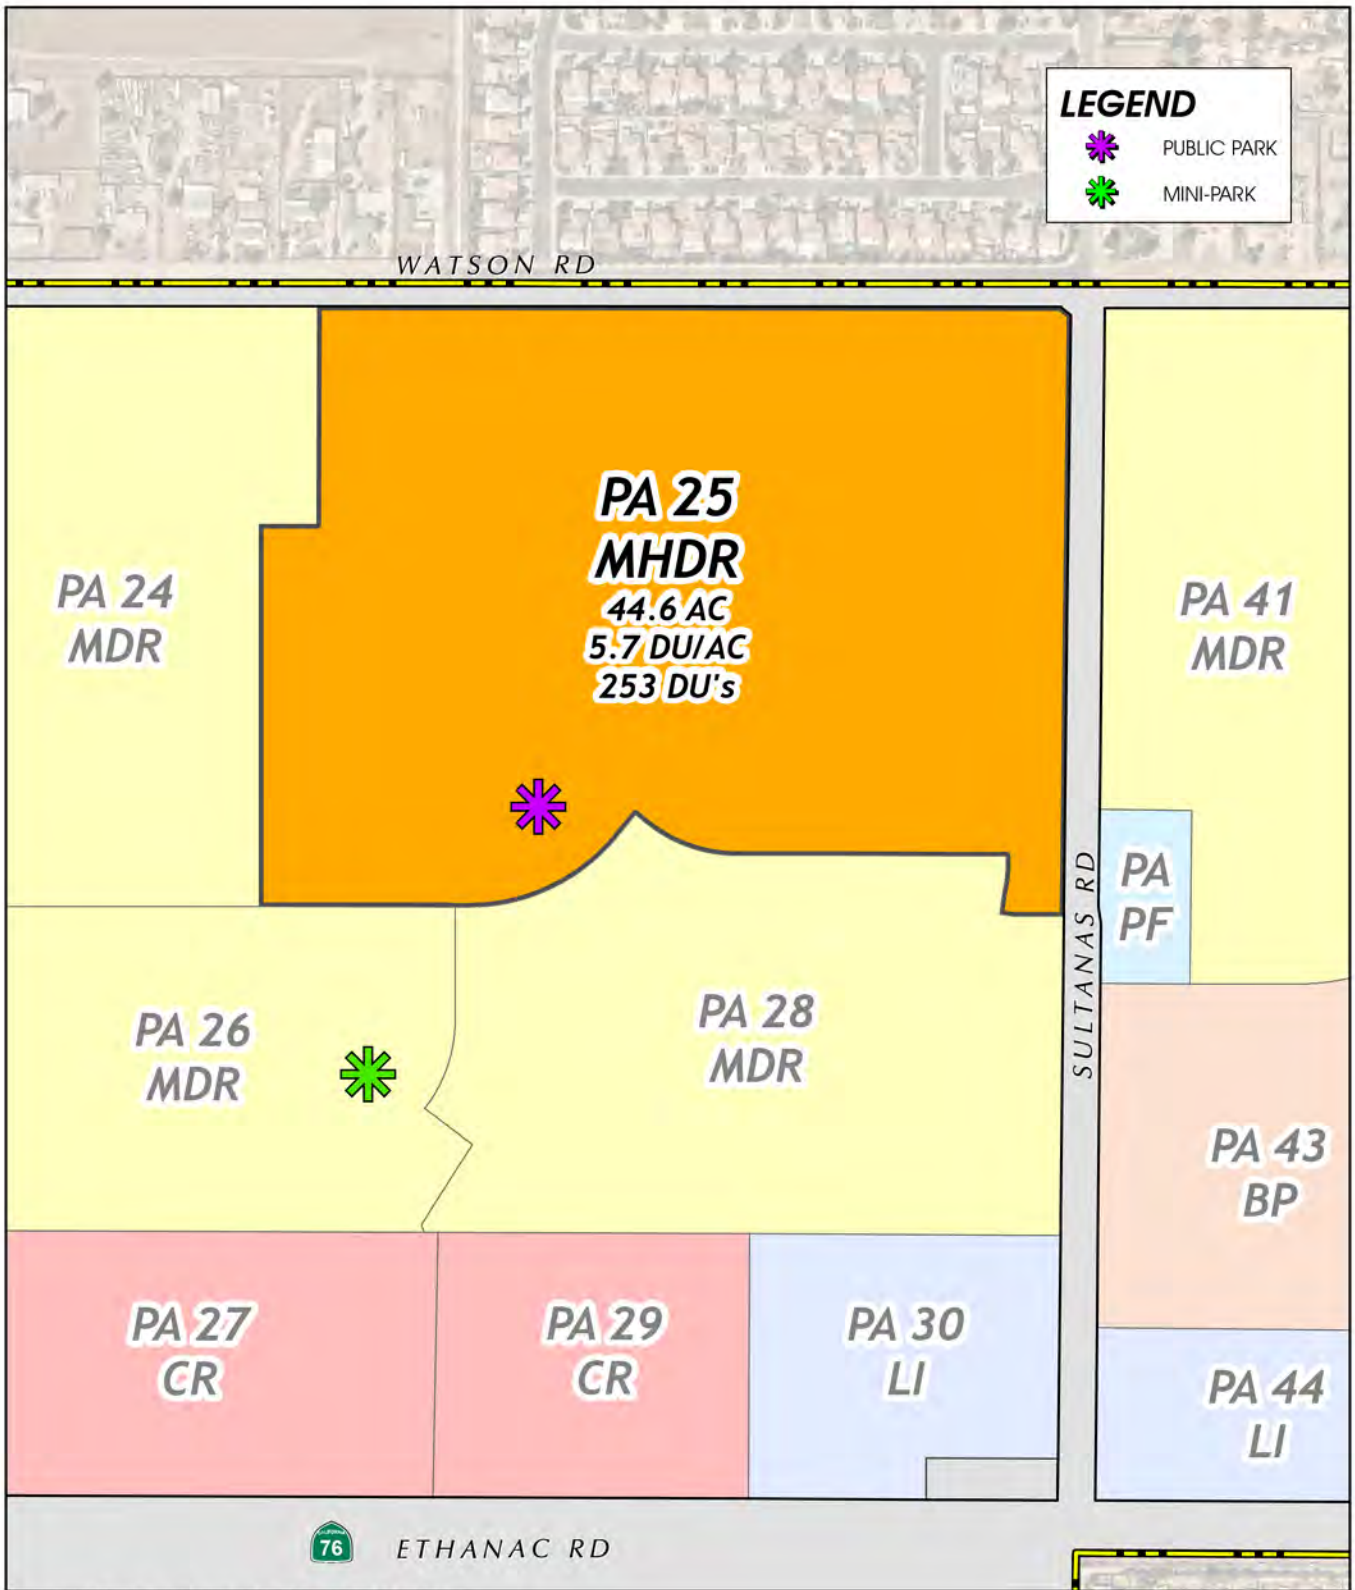 LEGEND
PUBLIC PARK
MINI-PARK
WATSON RD
PA 25
MHDR
44.6 AC
5.7 DU/AC
253 DU's
PA 24
MDR
PA 41
MDR
PA
PF
SULTANAS RD
PA 26
MDR
PA 28
MDR
PA 43
BP
PA 27
CR
PA 29
CR
PA 30
LI
PA 44
LI
CALIFORNIA
76
ETHANAC RD